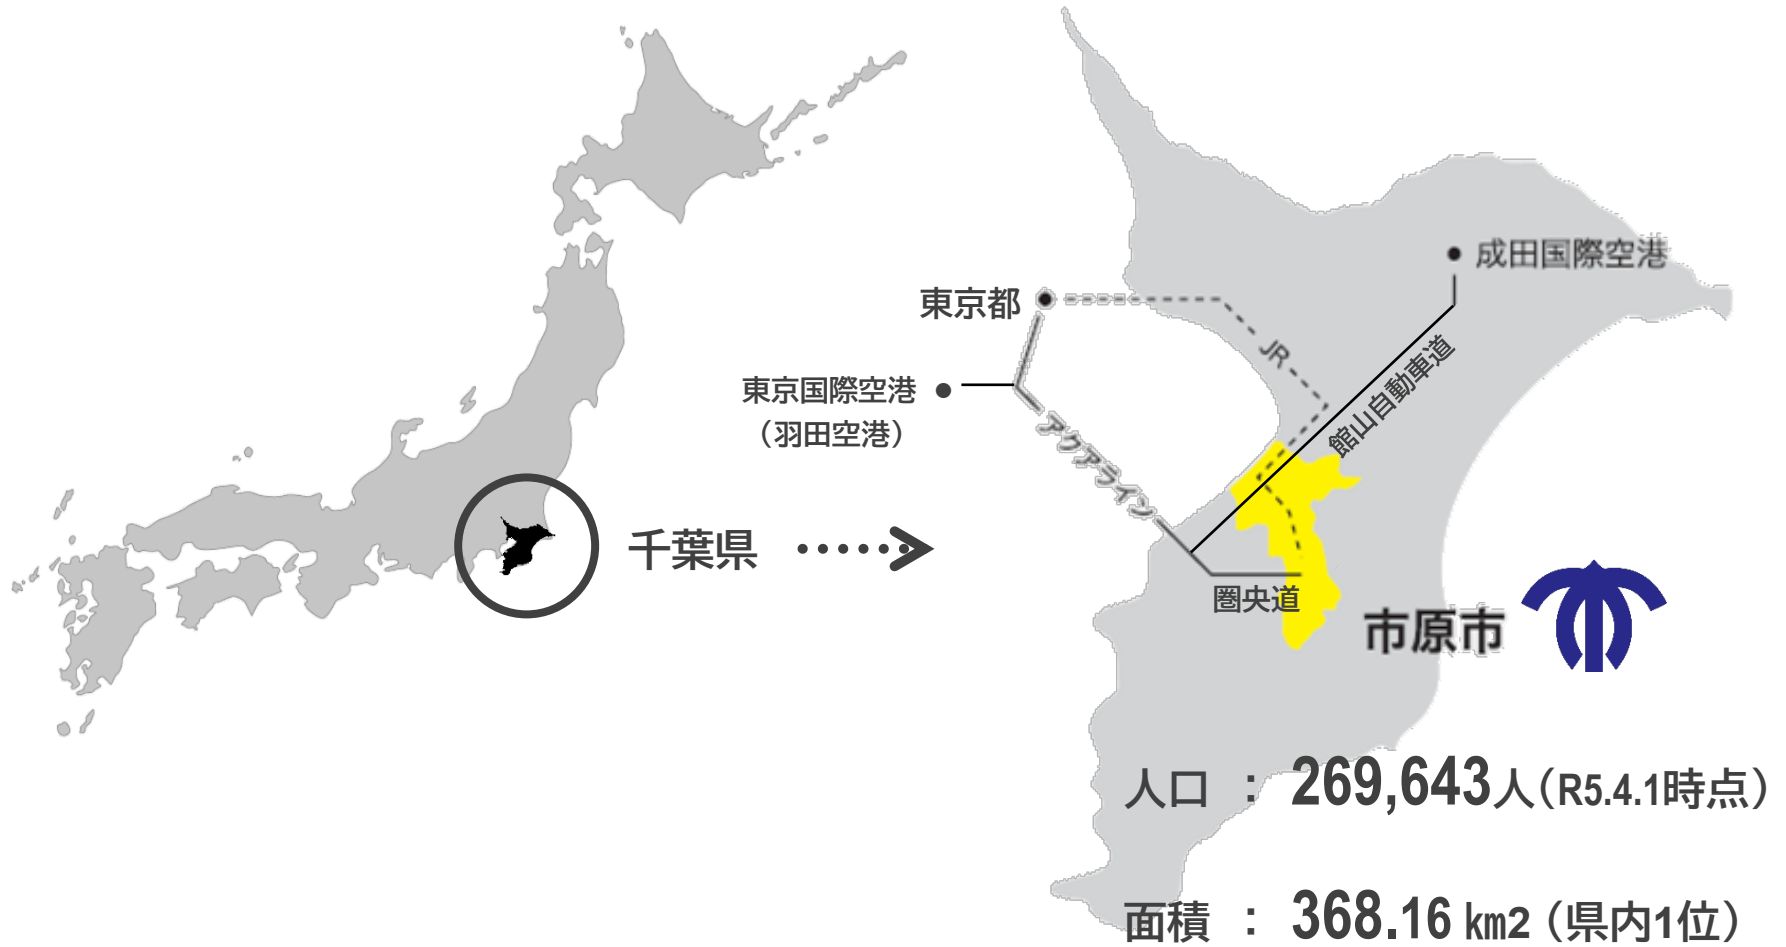 千葉県
成田国際空港
東京都
JR
東京国際空港
（羽田空港）
館山自動車道
アクアライン
圏央道
市原市
人口 ： 269,643人（R5.4.1時点）
面積 ： 368.16 km2（県内1位）